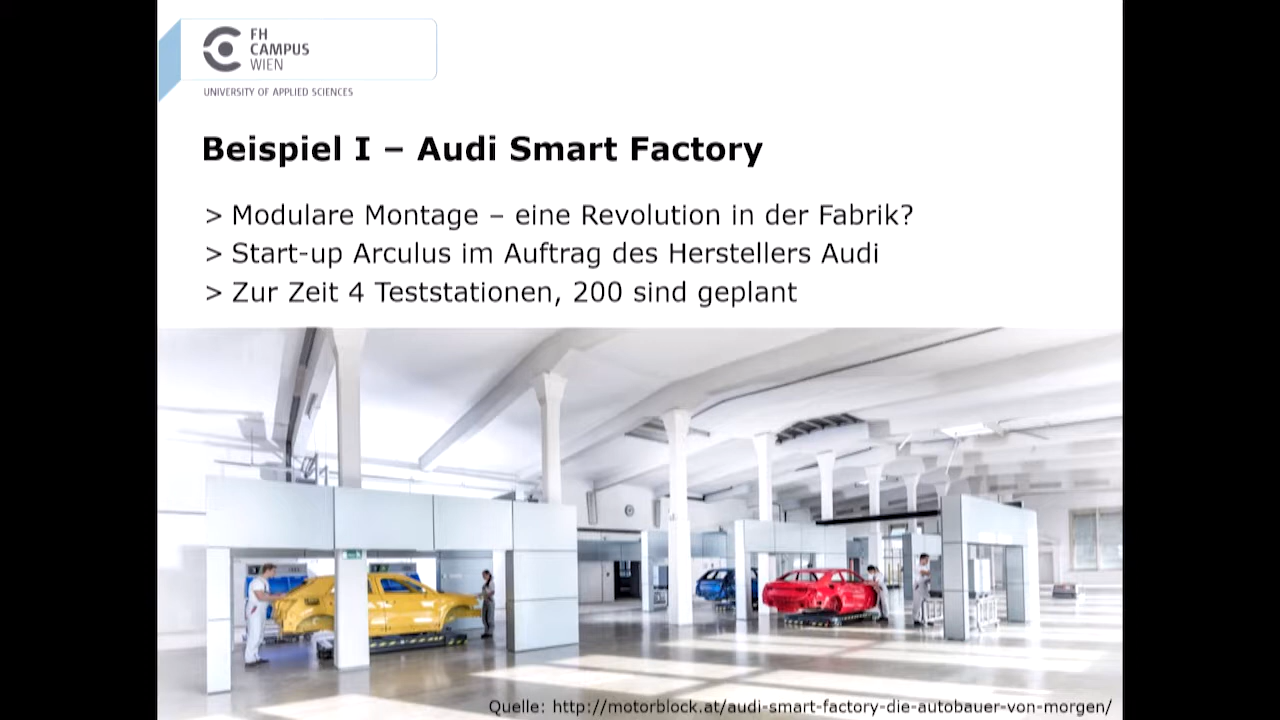 FH
CAMPUS
WIEN
UNIVERSITY OF APPLIED SCIENCES
Beispiel I – Audi Smart Factory
> Modulare Montage – eine Revolution in der Fabrik?
> Start-up Arculus im Auftrag des Herstellers Audi
> Zur Zeit 4 Teststationen, 200 sind geplant
Quelle: http://motorblock.at/audi-smart-factory-die-autobauer-von-morgen/